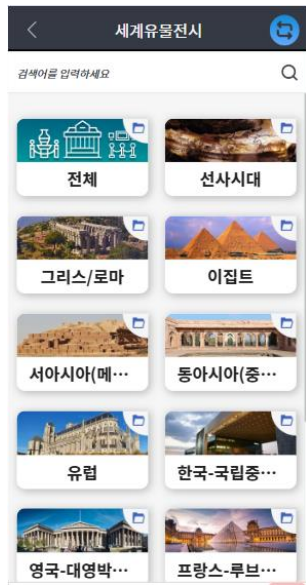 세계유물전시
검색어를 입력하세요
전체
선사시대
그리스/로마
이집트
서아시아(메···
동아시아(중···
유럽
한국-국립중···
영국-대영박···
프랑스-루브···